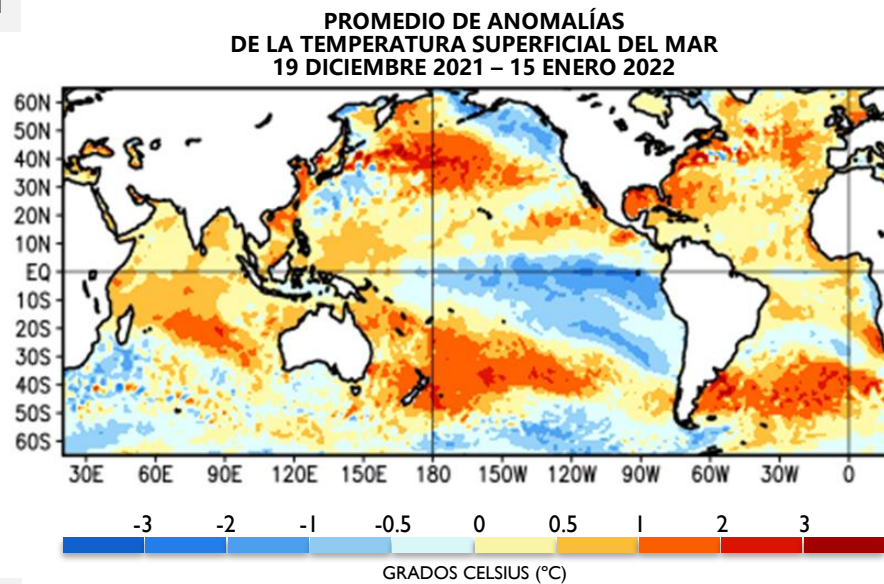 PROMEDIO DE ANOMALÍAS
DE LA TEMPERATURA SUPERFICIAL DEL MAR
19 DICIEMBRE 2021 – 15 ENERO 2022
60N
50N
40N
30N
20N
10N
EQ
10S
20S
30S
40S
50S
60S
30E 60E 90E 120E 150E 180 150W 120W 90W 60W 30W 0
-3 -2 -1 -0.5 0 0.5 1 2 3
GRADOS CELSIUS (ºC)